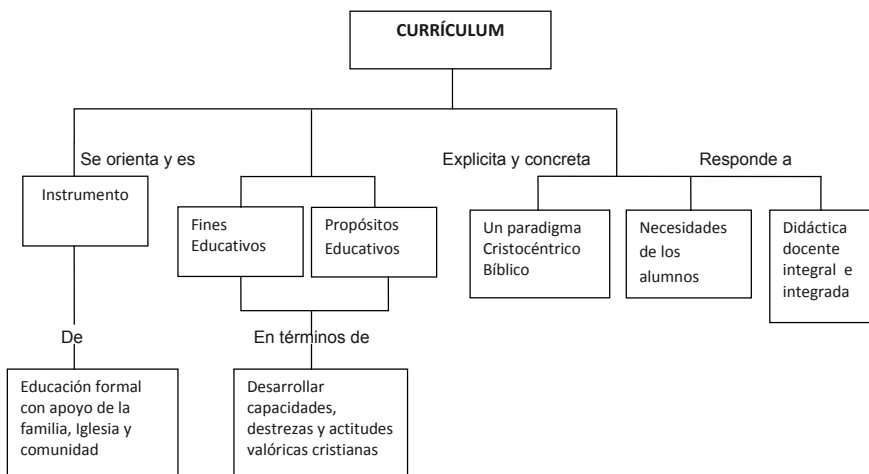 CURRÍCULUM
Se orienta y es
Explicita y concreta
Responde a
Instrumento
Fines
Educativos
Propósitos
Educativos
Un paradigma
Cristocéntrico
Bíblico
Necesidades
de los
alumnos
Didáctica
docente
integral e
integrada
De
En términos de
Educación formal
con apoyo de la
familia, Iglesia y
comunidad
Desarrollar
capacidades,
destrezas y actitudes
valóricas cristianas